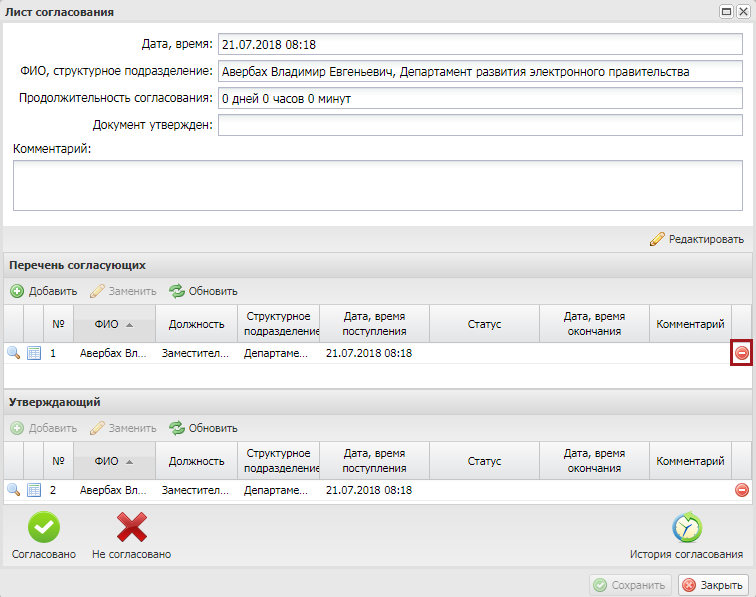 Лист согласования
Дата, время: 21.07.2018 08:18
ФИО, структурное подразделение: Авербах Владимир Евгеньевич, Департамент развития электронного правительства
Продолжительность согласования: 0 дней 0 часов 0 минут
Документ утвержден:
Комментарий:
Редактировать
Перечень согласующих
Добавить Заменить Обновить
№ ФИО Должность Структурное подразделение Дата, время поступления Статус Дата, время окончания Комментарий
1 Авербах Вл... Заместител... Департаме... 21.07.2018 08:18
Утверждающий
Добавить Заменить Обновить
№ ФИО Должность Структурное подразделение Дата, время поступления Статус Дата, время окончания Комментарий
2 Авербах Вл... Заместител... Департаме... 21.07.2018 08:18
Согласовано Не согласовано История согласования
Сохранить Закрыть